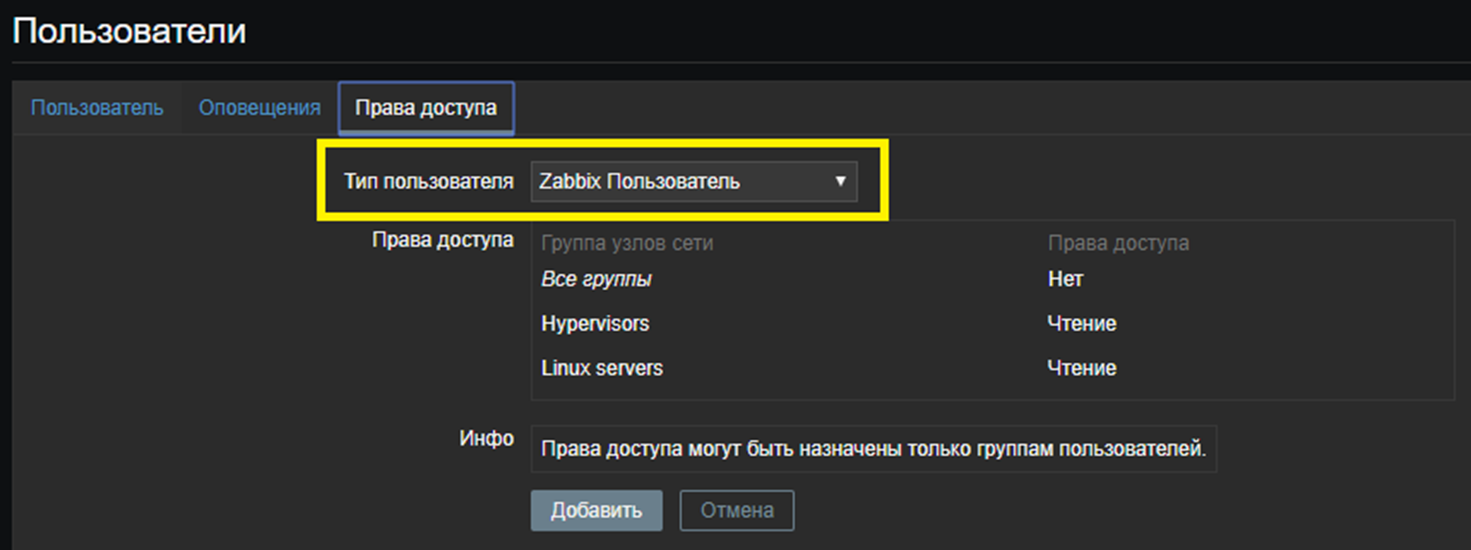 Пользователи
Пользователь Оповещения Права доступа
Тип пользователя Zabbix Пользователь
Права доступа Группа узлов сети Права доступа
Все группы Нет
Hypervisors Чтение
Linux servers Чтение
Инфо Права доступа могут быть назначены только группам пользователей.
Добавить Отмена